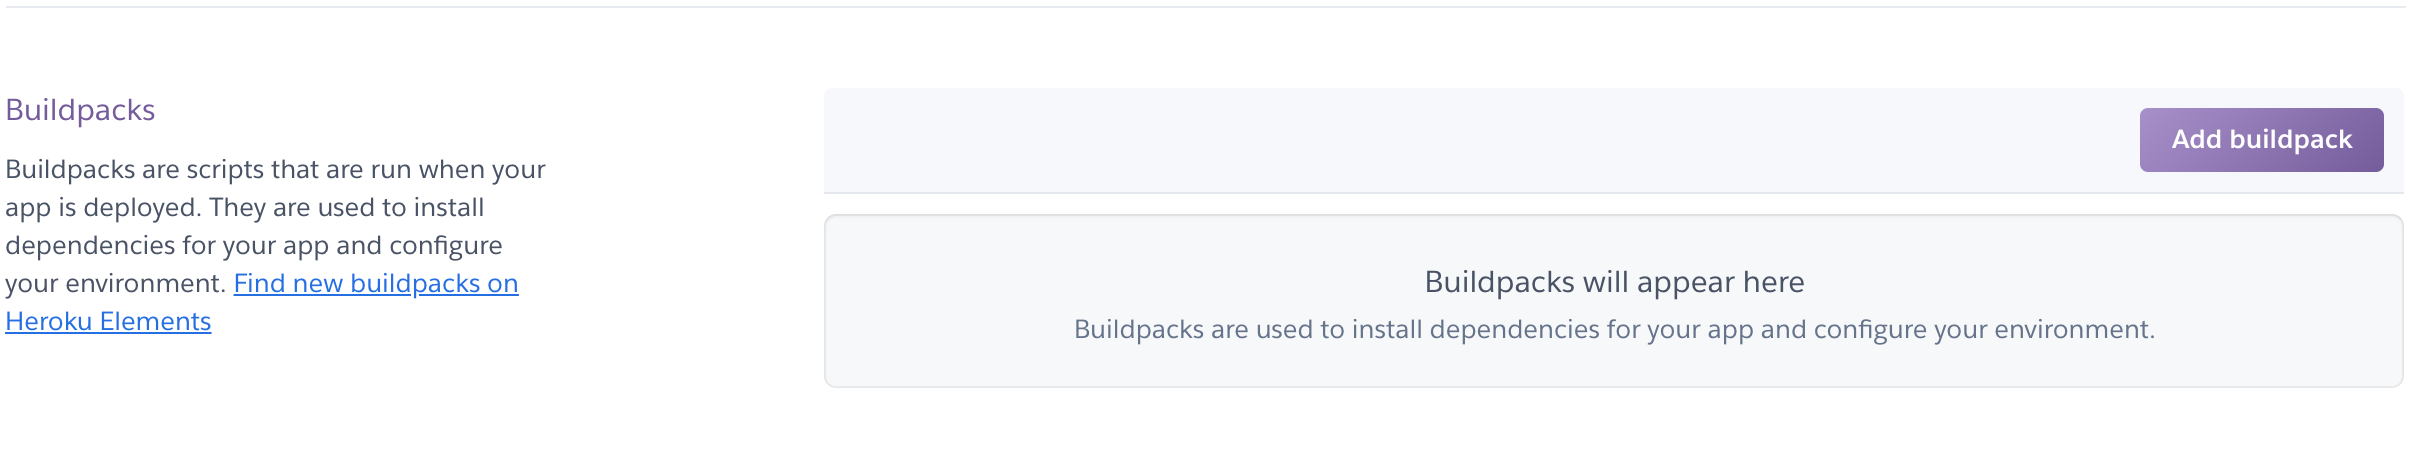 Buildpacks
Buildpacks are scripts that are run when your
app is deployed. They are used to install
dependencies for your app and configure
your environment. Find new buildpacks on
Heroku Elements
Add buildpack
Buildpacks will appear here
Buildpacks are used to install dependencies for your app and configure your environment.